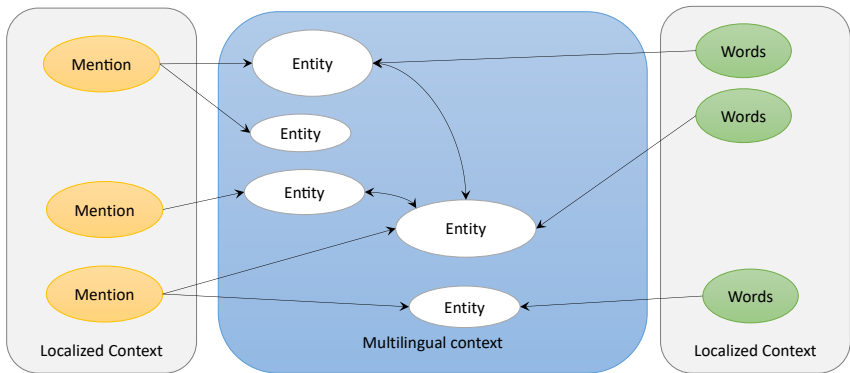 Mention
Mention
Mention
Localized Context
Entity
Entity
Entity
Entity
Entity
Multilingual context
Words
Words
Words
Localized Context